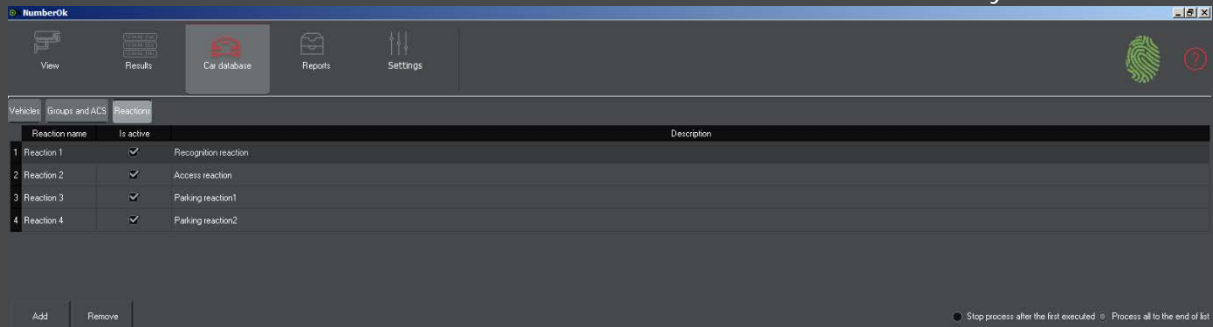 NumberOk
View Results Car database Reports Settings
Vehicles Groups and ACS Reactions
Reaction name Is active Description
1 Reaction 1 Recognition reaction
2 Reaction 2 Access reaction
3 Reaction 3 Parking reaction1
4 Reaction 4 Parking reaction2
Add Remove Stop process after the first executed Process all to the end of list